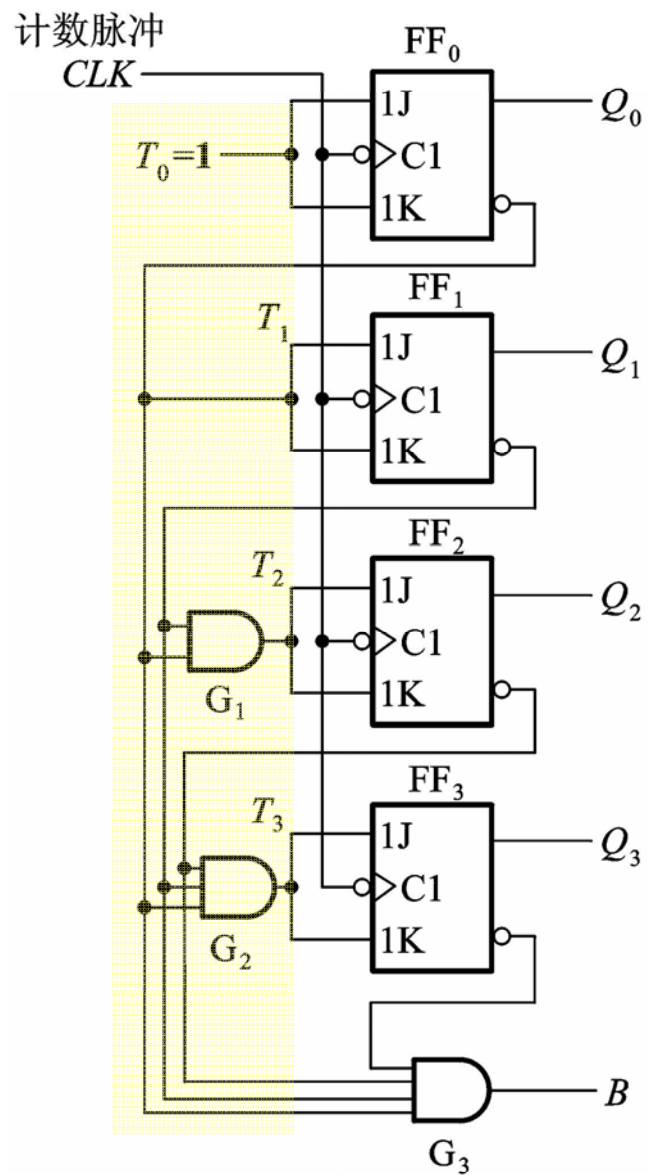 计数脉冲
CLK
FF₀
1J
Q₀
T₀=1
C1
1K
FF₁
T₁
1J
Q₁
C1
1K
FF₂
T₂
1J
Q₂
C1
G₁
1K
FF₃
T₃
1J
Q₃
C1
G₂
1K
B
G₃